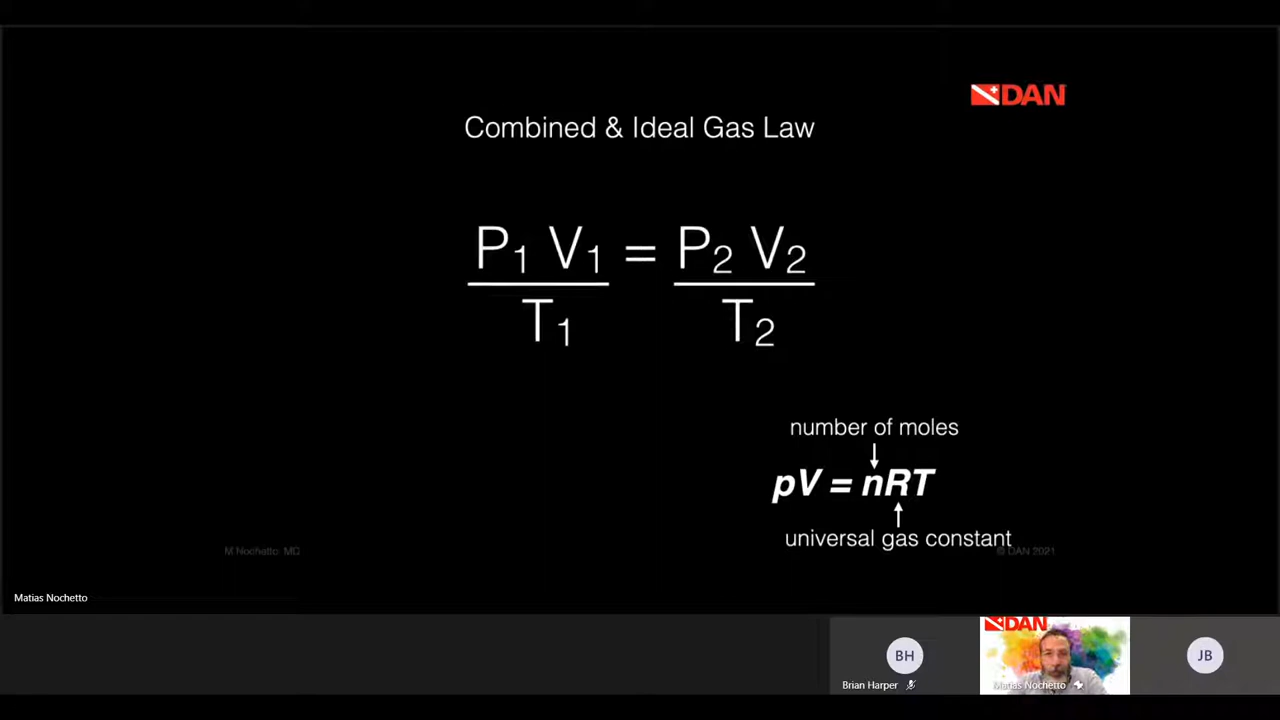 DAN
Combined & Ideal Gas Law
P1 V1 = P2 V2
T1 T2
number of moles
pV = nRT
universal gas constant
M Nochetto MD
© DAN 2021
Matias Nochetto
DAN
BH
JB
Brian Harper
Matias Nochetto